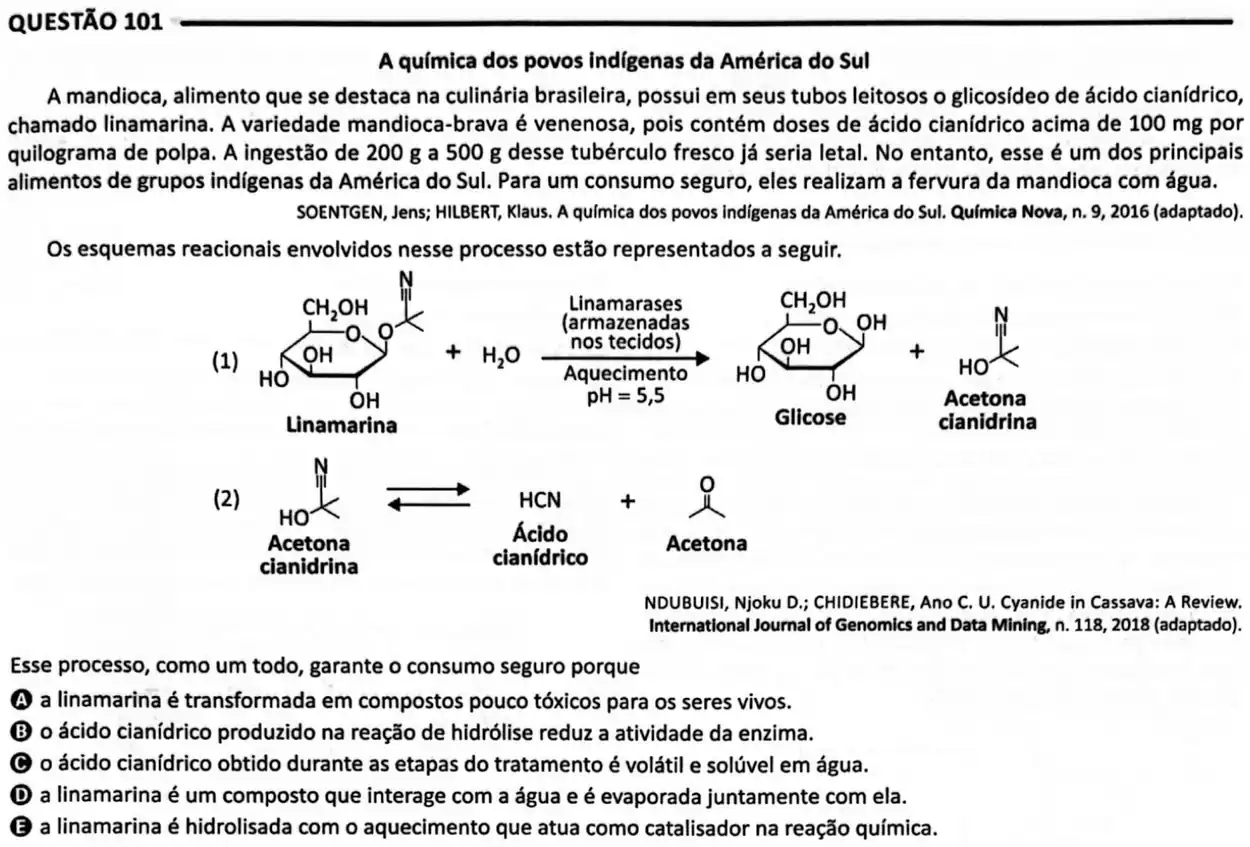 QUESTÃO 101
A química dos povos indígenas da América do Sul
A mandioca, alimento que se destaca na culinária brasileira, possui em seus tubos leitosos o glicosídeo de ácido cianídrico,
chamado linamarina. A variedade mandioca-brava é venenosa, pois contém doses de ácido cianídrico acima de 100 mg por
quilograma de polpa. A ingestão de 200 g a 500 g desse tubérculo fresco já seria letal. No entanto, esse é um dos principais
alimentos de grupos indígenas da América do Sul. Para um consumo seguro, eles realizam a fervura da mandioca com água.
SOENTGEN, Jens; HILBERT, Klaus. A química dos povos indígenas da América do Sul. Química Nova, n. 9, 2016 (adaptado).
Os esquemas reacionais envolvidos nesse processo estão representados a seguir.
(1)
N
CH₂OH
O
O
OH
HO
OH
Linamarina
+
H₂O
Linamarases
(armazenadas
nos tecidos)
Aquecimento
pH = 5,5
CH₂OH
O
OH
OH
HO
OH
Glicose
+
N
HO
Acetona
cianidrina
(2)
N
HO
Acetona
cianidrina
HCN
Ácido
cianídrico
+
O
Acetona
NDUBUISI, Njoku D.; CHIDIEBERE, Ano C. U. Cyanide in Cassava: A Review.
International Journal of Genomics and Data Mining, n. 118, 2018 (adaptado).
Esse processo, como um todo, garante o consumo seguro porque
A a linamarina é transformada em compostos pouco tóxicos para os seres vivos.
B o ácido cianídrico produzido na reação de hidrólise reduz a atividade da enzima.
C o ácido cianídrico obtido durante as etapas do tratamento é volátil e solúvel em água.
D a linamarina é um composto que interage com a água e é evaporada juntamente com ela.
E a linamarina é hidrolisada com o aquecimento que atua como catalisador na reação química.